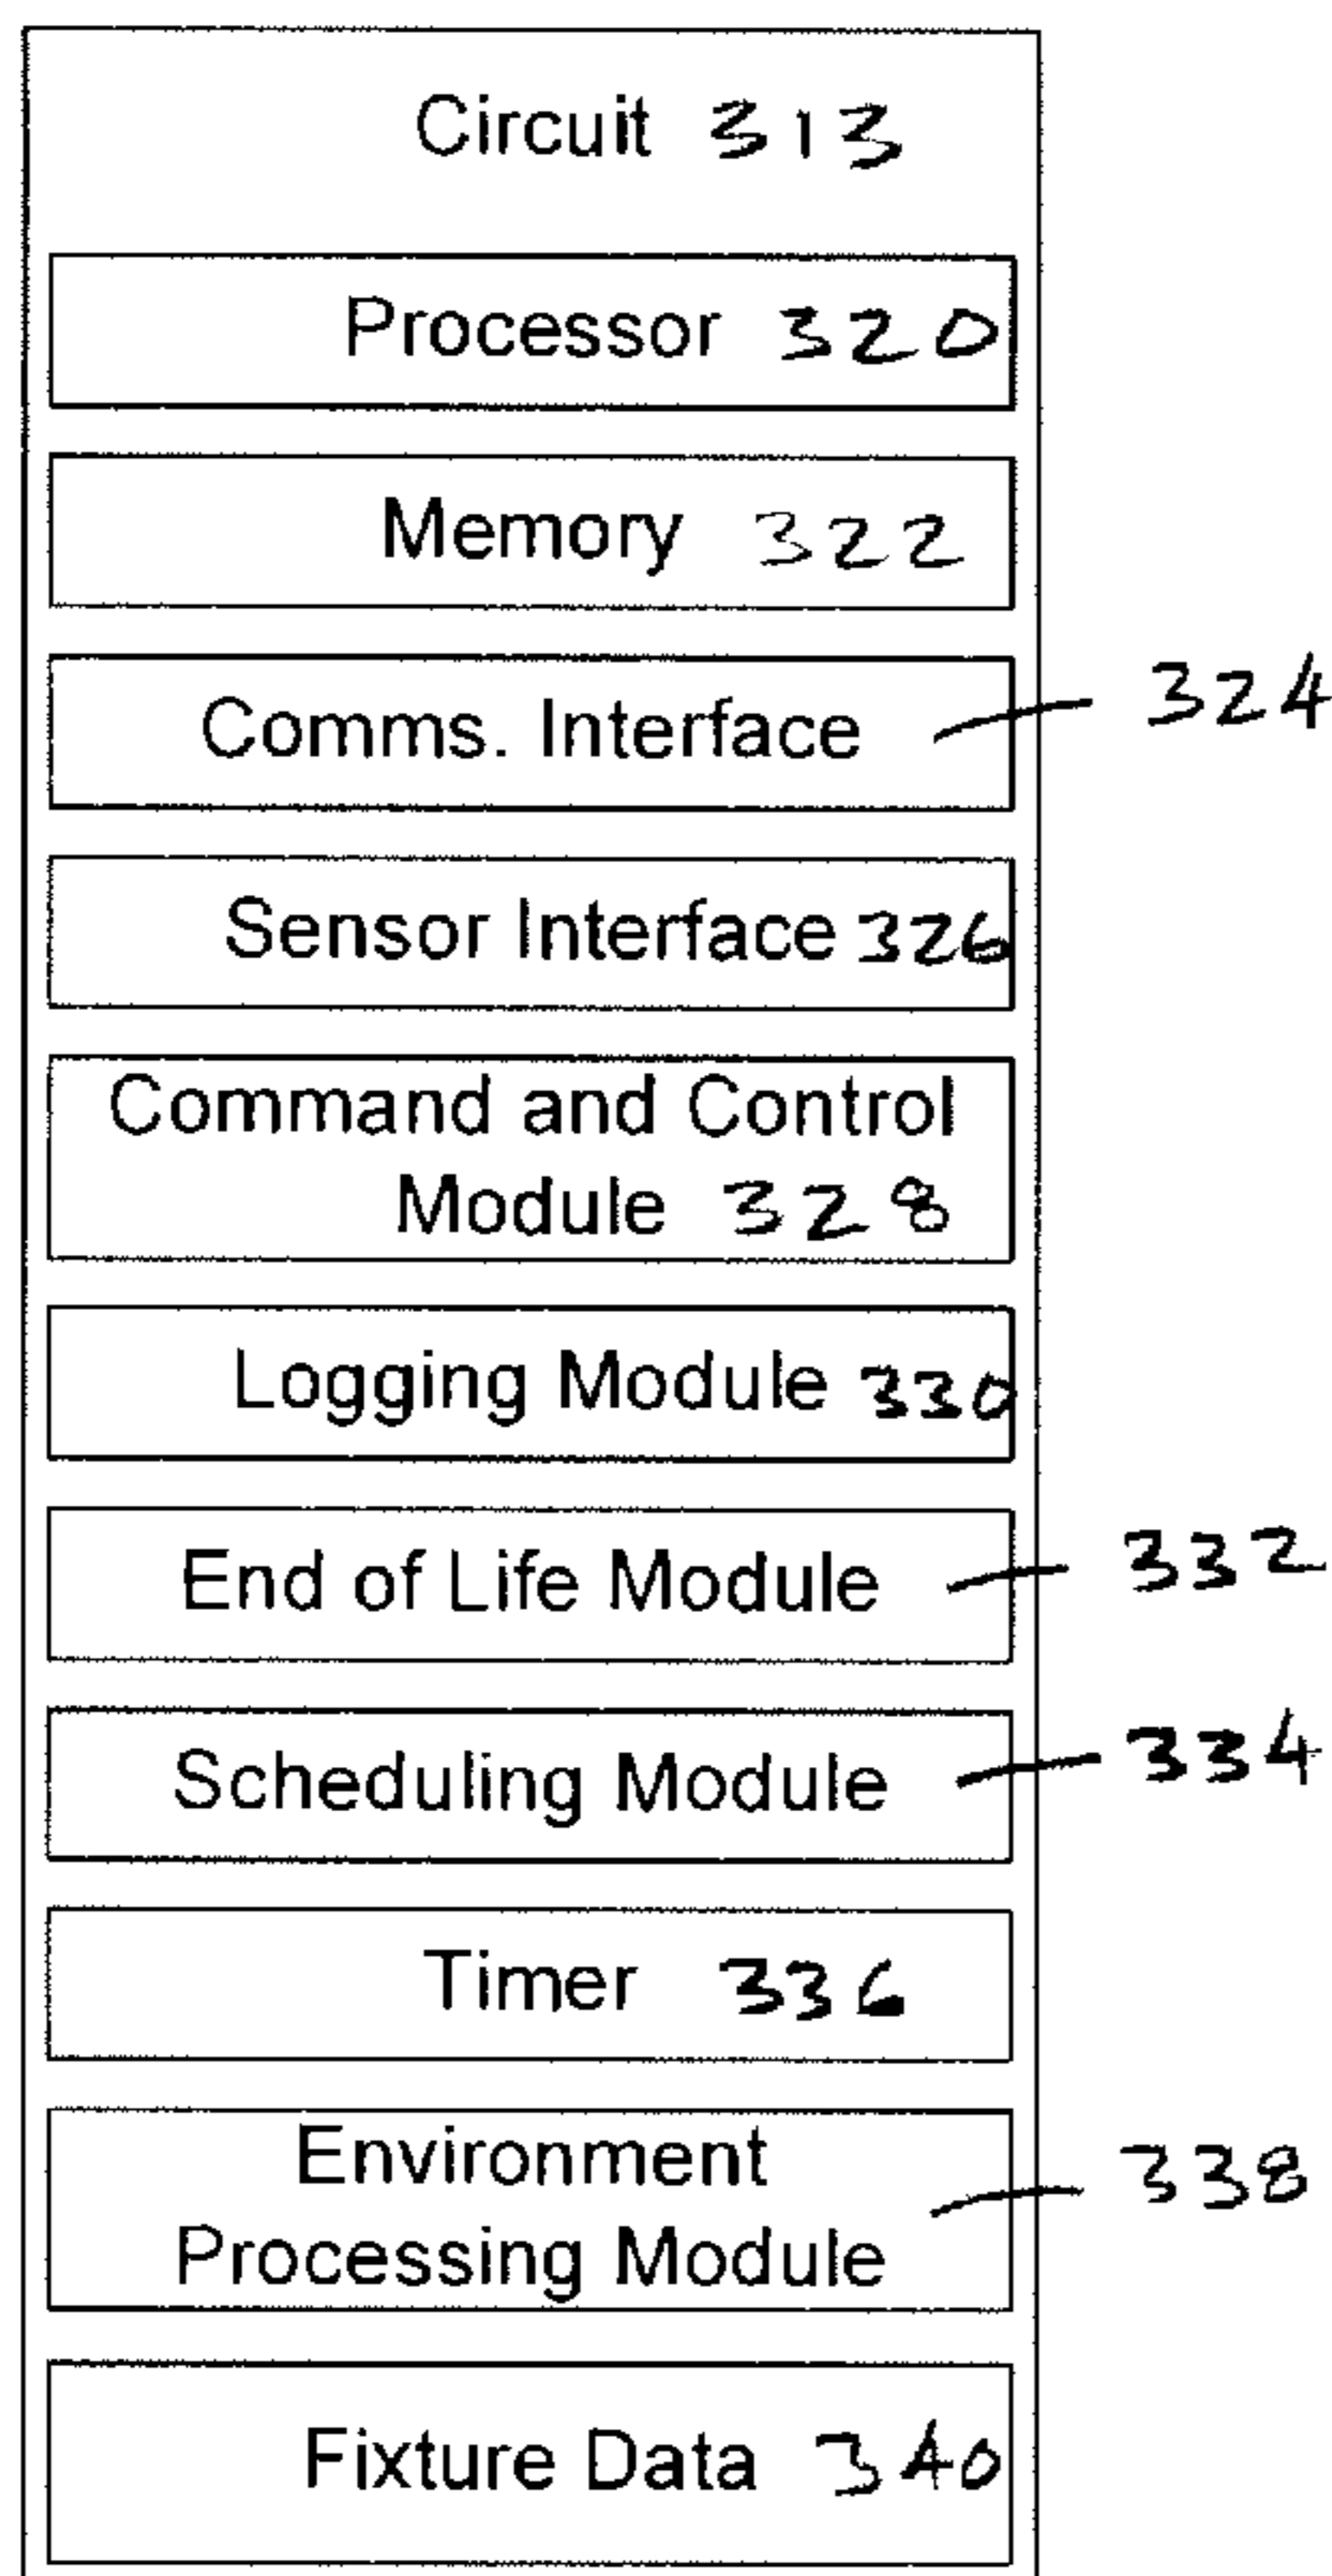 Circuit 313
Processor 320
Memory 322
Comms. Interface 324
Sensor Interface 326
Command and Control
Module 328
Logging Module 330
End of Life Module 332
Scheduling Module 334
Timer 336
Environment
Processing Module 338
Fixture Data 340